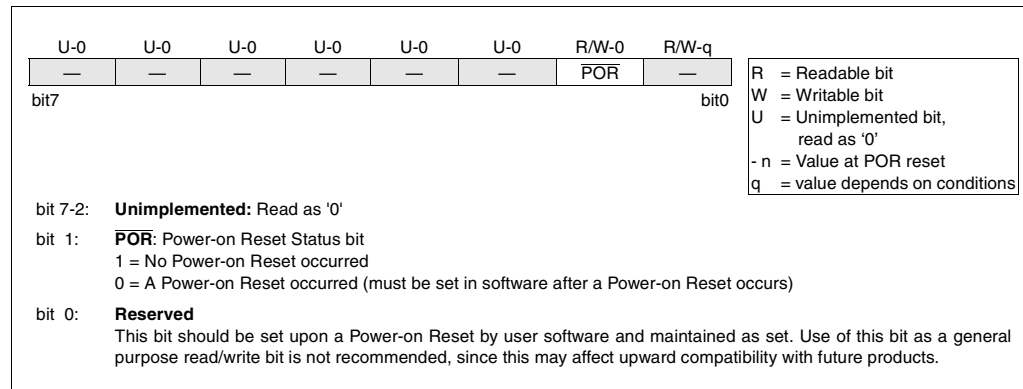 U-0 U-0 U-0 U-0 U-0 U-0 R/W-0 R/W-q
— — — — — — POR —
bit7 bit0
R = Readable bit
W = Writable bit
U = Unimplemented bit,
read as ‘0’
- n = Value at POR reset
q = value depends on conditions
bit 7-2: Unimplemented: Read as '0'
bit 1: POR: Power-on Reset Status bit
1 = No Power-on Reset occurred
0 = A Power-on Reset occurred (must be set in software after a Power-on Reset occurs)
bit 0: Reserved
This bit should be set upon a Power-on Reset by user software and maintained as set. Use of this bit as a general
purpose read/write bit is not recommended, since this may affect upward compatibility with future products.